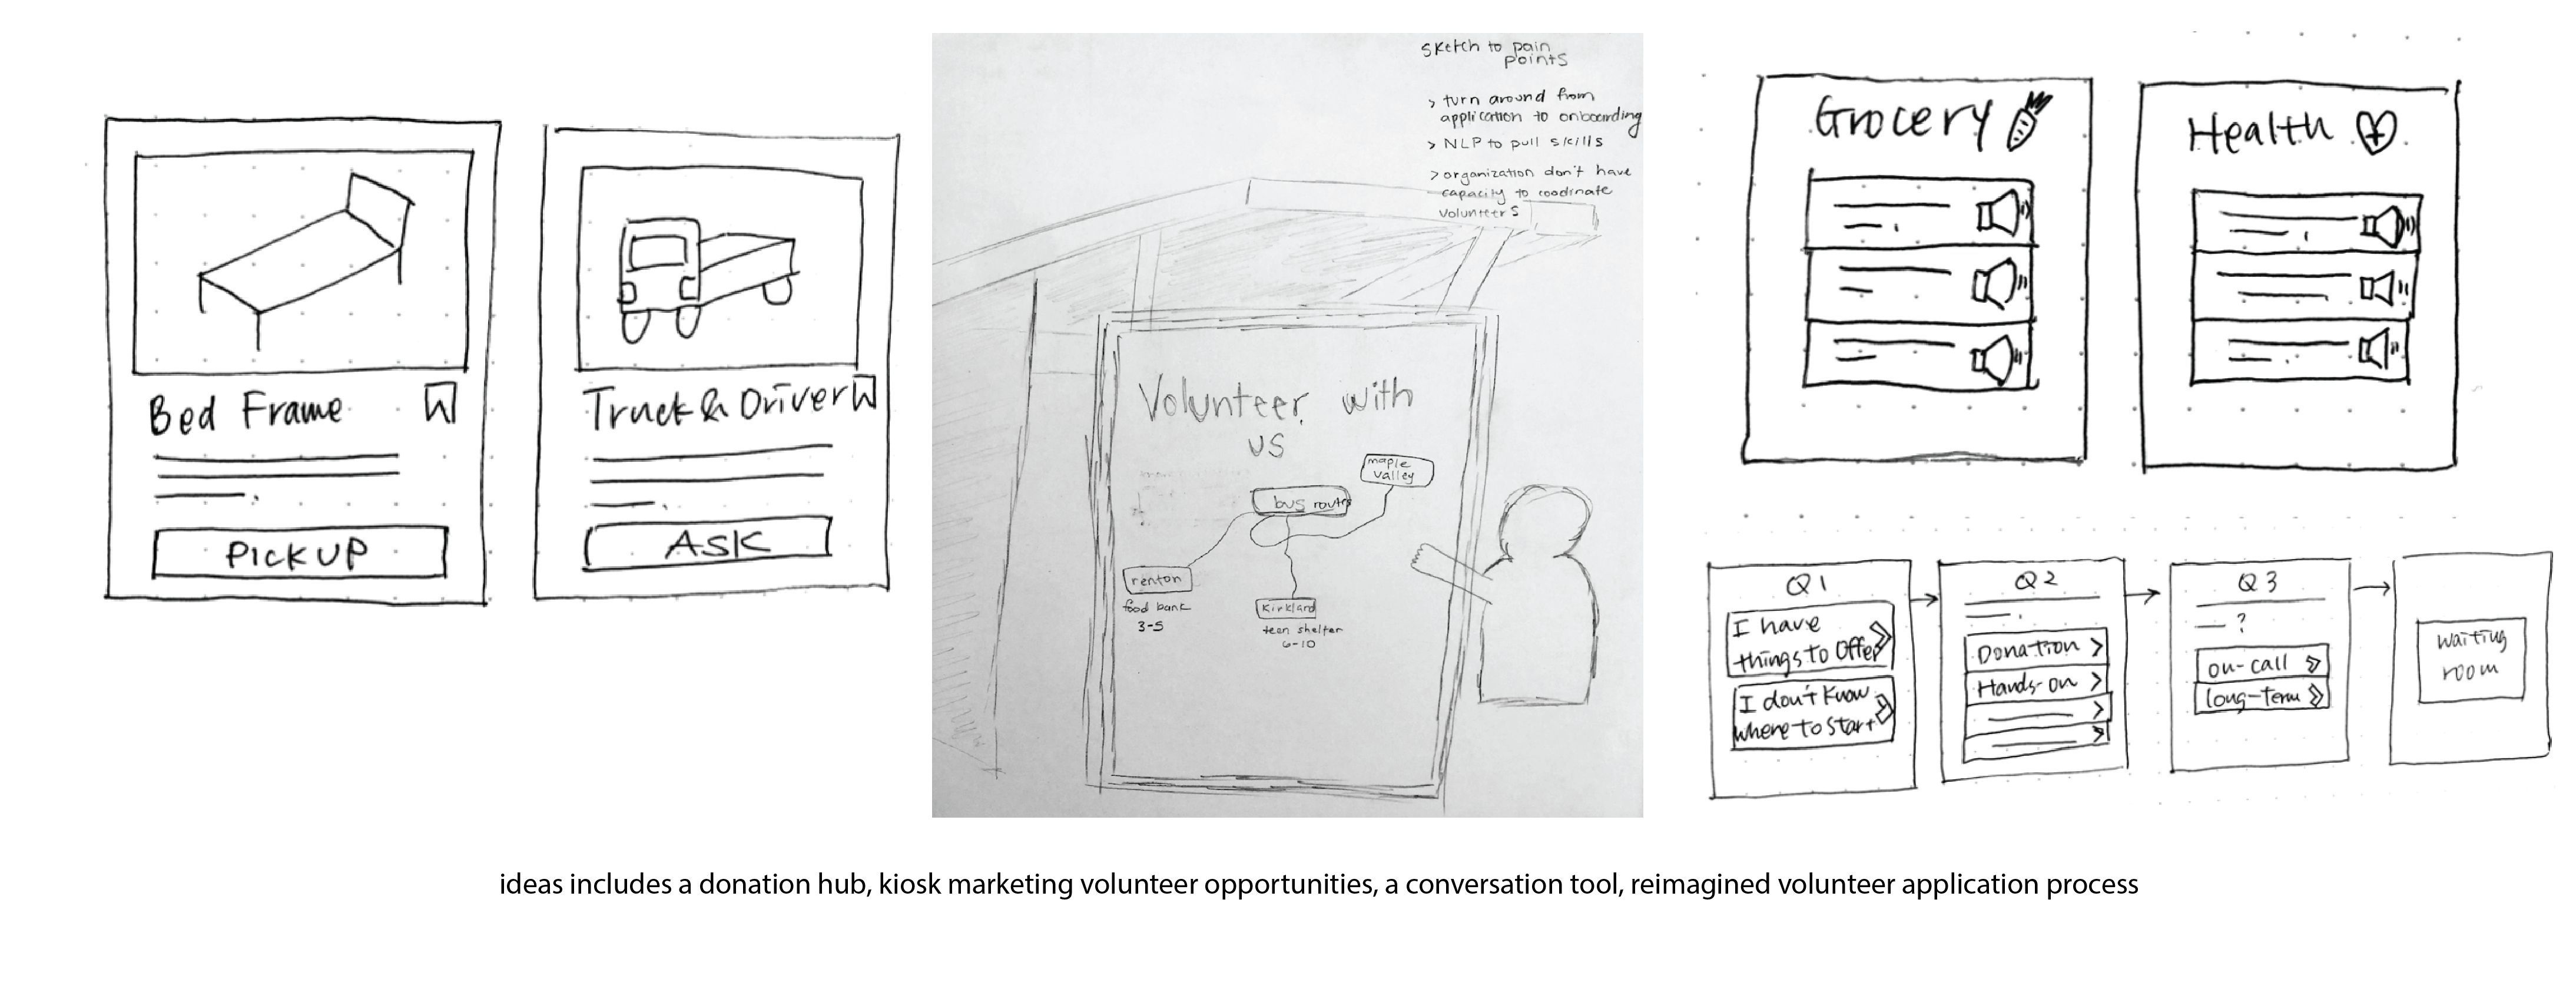 Bed Frame
PICK UP
Truck & Driver
ASK
sketch to pain
points
> turn around from
application to onboarding
> NLP to pull skills
> organization don't have
capacity to coodinate
volunteers
Volunteer with
us
maple
valley
bus routes
renton
food bank
3-5
Kirkland
teen shelter
6-10
Grocery
Health
Q1
I have
things to Offer
I don't know
where to start
Q2
Donation
Hands-on
Q3
?
on-call
long-term
waiting
room
ideas includes a donation hub, kiosk marketing volunteer opportunities, a conversation tool, reimagined volunteer application process